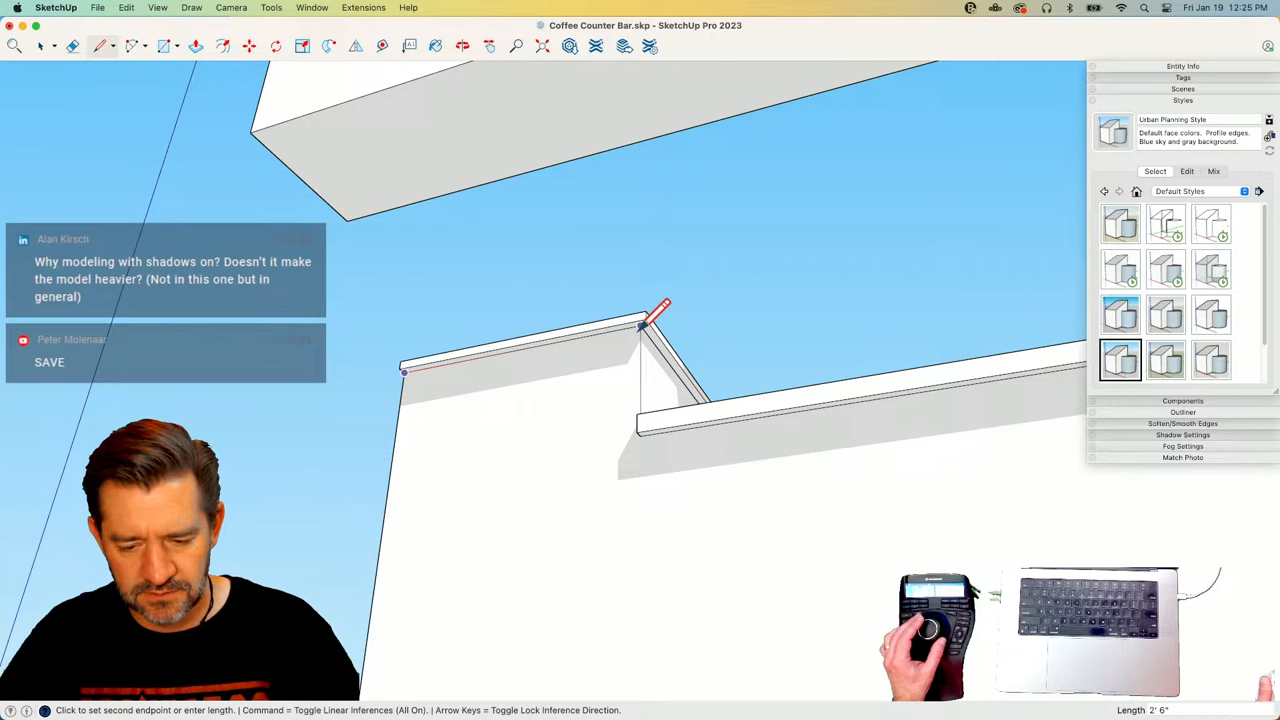 SketchUp File Edit View Draw Camera Tools Window Extensions Help
Fri Jan 19 12:25 PM
Coffee Counter Bar.skp - SketchUp Pro 2023
Entity Info
Tags
Scenes
Styles
Urban Planning Style
Default face colors. Profile edges.
Blue sky and gray background.
Select Edit Mix
Default Styles
Components
Outliner
Soften/Smooth Edges
Shadow Settings
Fog Settings
Match Photo
Alan Kirsch
Why modeling with shadows on? Doesn't it make
the model heavier? (Not in this one but in
general)
Peter Molenaar
SAVE
Click to set second endpoint or enter length. | Command = Toggle Linear Inferences (All On). | Arrow Keys = Toggle Lock Inference Direction.
Length 2' 6"